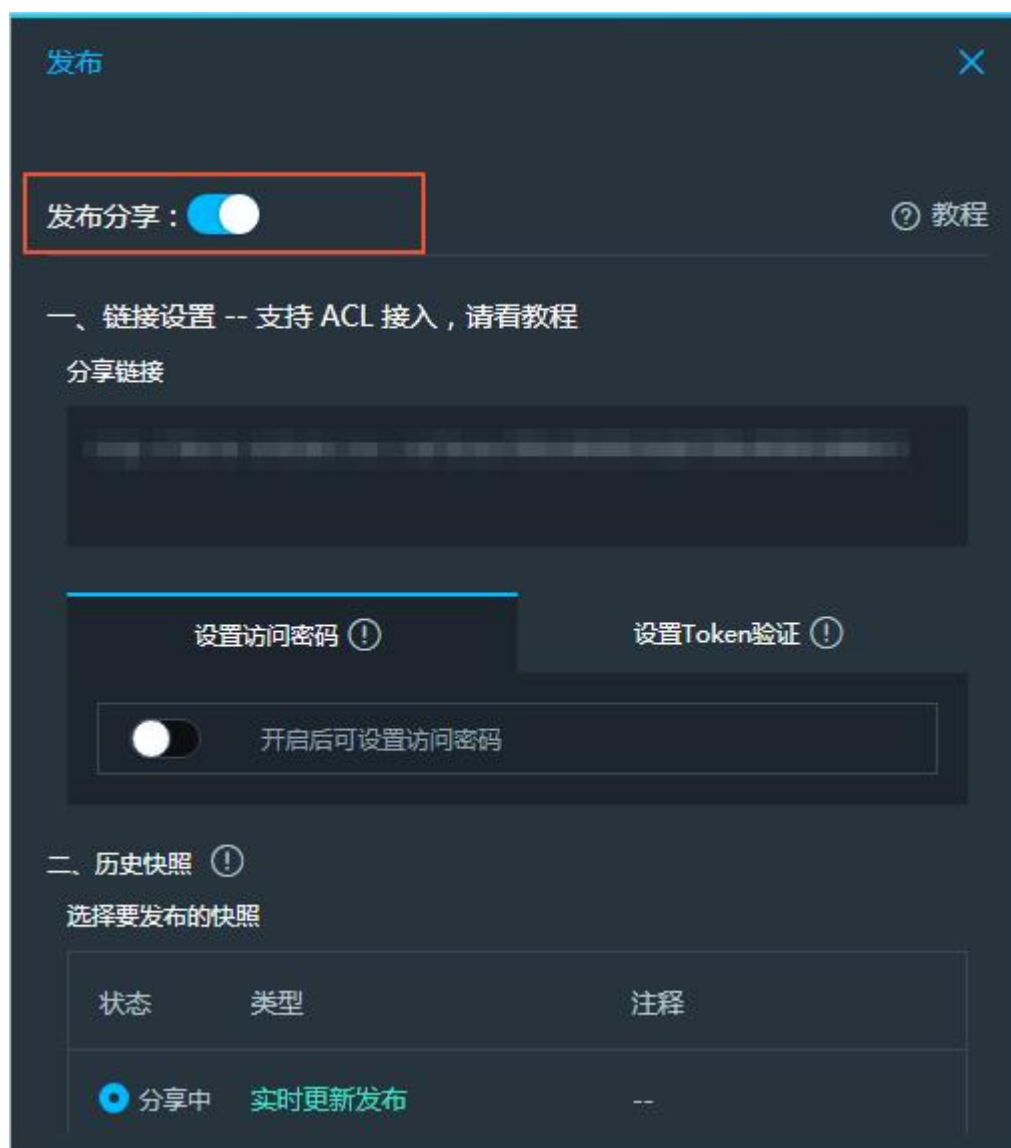 发布
发布分享：
教程
一、链接设置 -- 支持 ACL 接入，请看教程
分享链接
设置访问密码
设置Token验证
开启后可设置访问密码
二、历史快照
选择要发布的快照
状态 类型 注释
分享中 实时更新发布 --